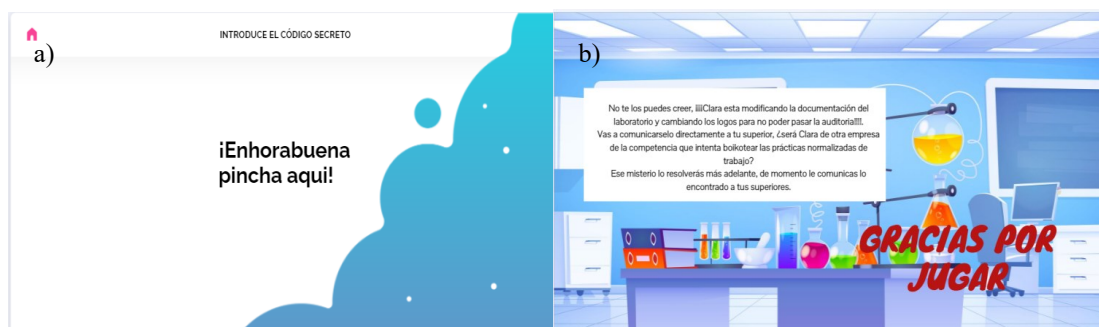 a)
INTRODUCE EL CÓDIGO SECRETO
¡Enhorabuena
pincha aqui!
b)
No te los puedes creer, ¡¡¡¡Clara esta modificando la documentación del
laboratorio y cambiando los logos para no poder pasar la auditoria!!!!.
Vas a comunicarselo directamente a tu superior, ¿será Clara de otra empresa
de la competencia que intenta boikotear las prácticas normalizadas de
trabajo?
Ese misterio lo resolverás más adelante, de momento le comunicas lo
encontrado a tus superiores.
GRACIAS POR
JUGAR